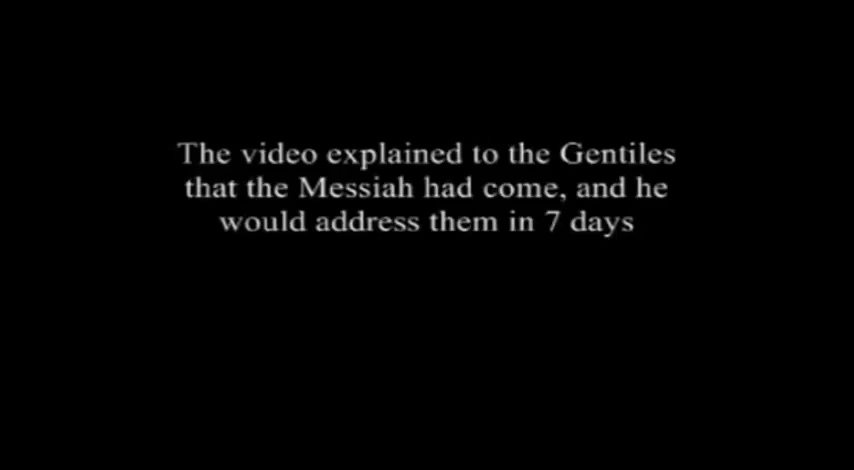 The video explained to the Gentiles
that the Messiah had come, and he
would address them in 7 days